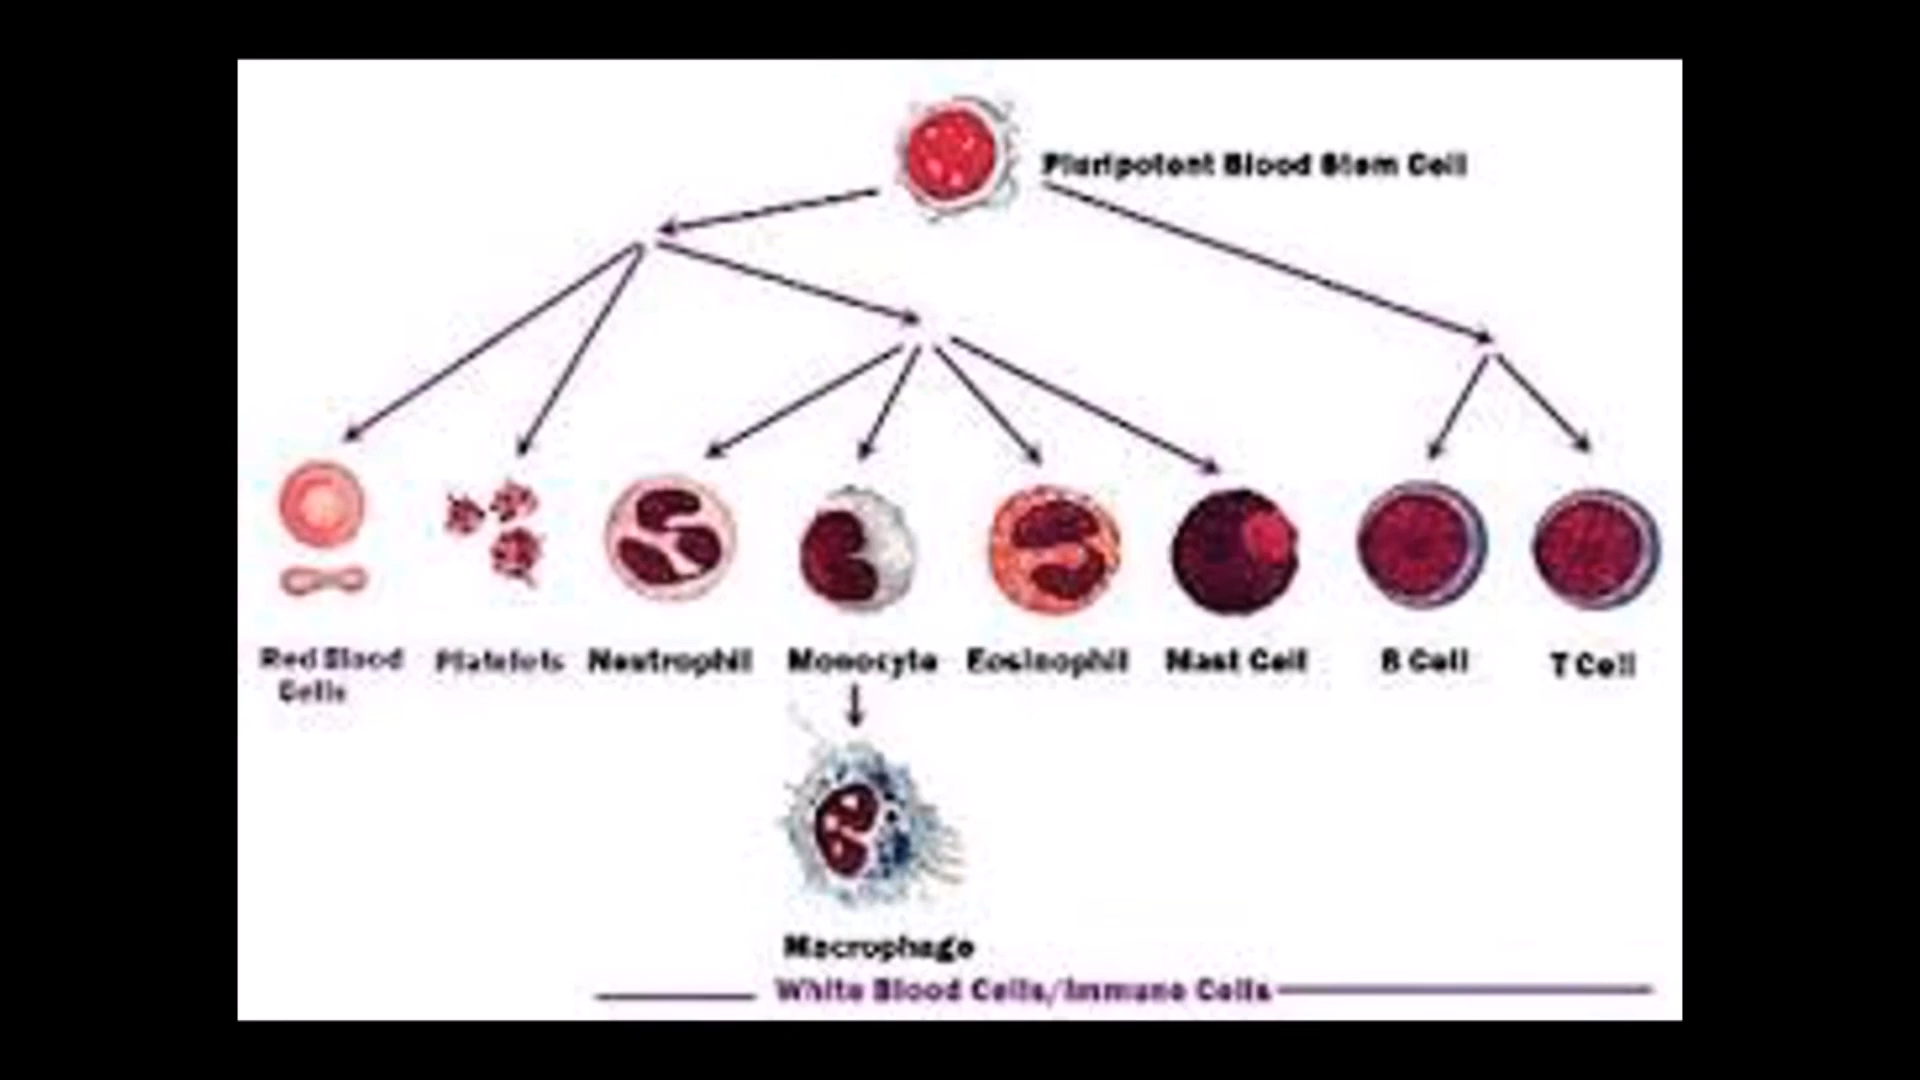 Pluripotent Blood Stem Cell
Red Blood
Cells
Platelets
Neutrophil
Monocyte
Eosinophil
Mast Cell
B Cell
T Cell
Macrophage
White Blood Cells/Immune Cells